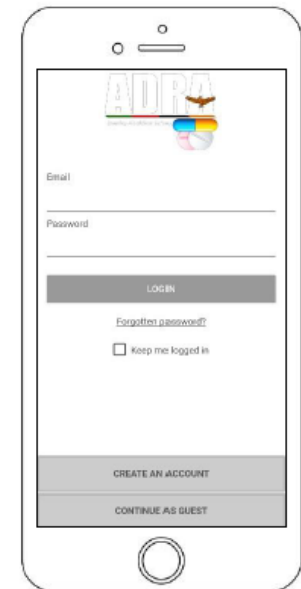 ADRA
Email
Password
LOGIN
Forgotten password?
Keep me logged in
CREATE AN ACCOUNT
CONTINUE AS GUEST